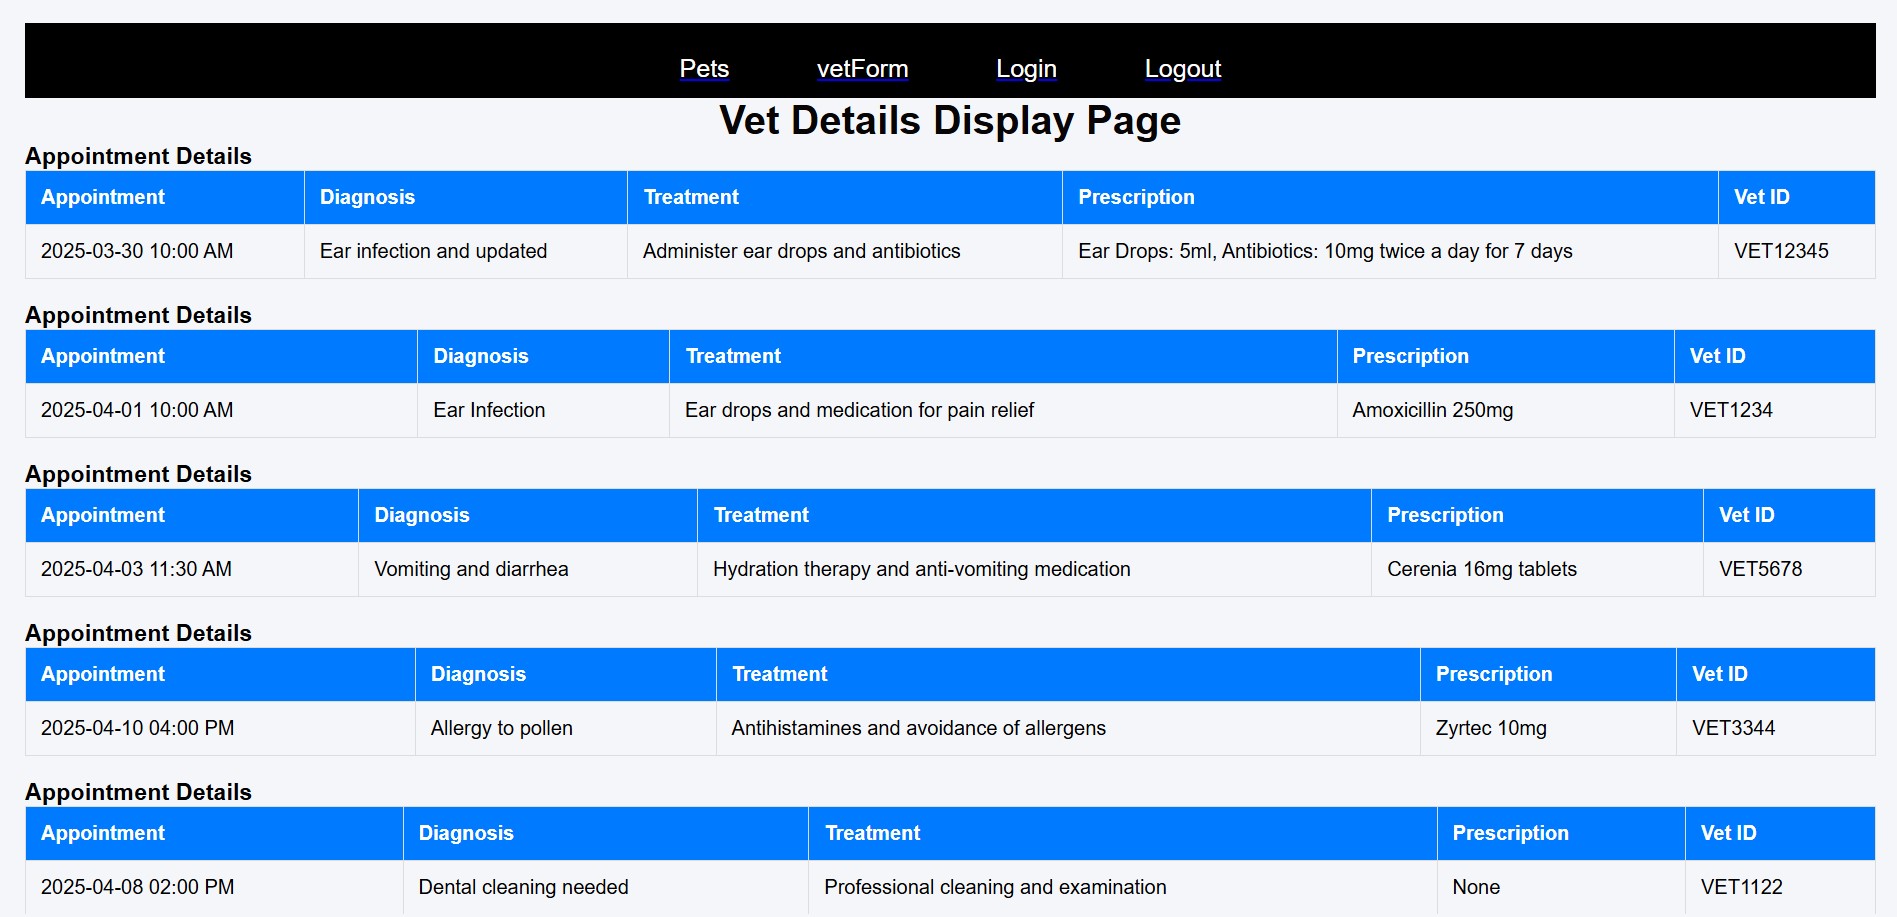 Pets vetForm Login Logout
Vet Details Display Page
Appointment Details
Appointment Diagnosis Treatment Prescription Vet ID
2025-03-30 10:00 AM Ear infection and updated Administer ear drops and antibiotics Ear Drops: 5ml, Antibiotics: 10mg twice a day for 7 days VET12345
Appointment Details
Appointment Diagnosis Treatment Prescription Vet ID
2025-04-01 10:00 AM Ear Infection Ear drops and medication for pain relief Amoxicillin 250mg VET1234
Appointment Details
Appointment Diagnosis Treatment Prescription Vet ID
2025-04-03 11:30 AM Vomiting and diarrhea Hydration therapy and anti-vomiting medication Cerenia 16mg tablets VET5678
Appointment Details
Appointment Diagnosis Treatment Prescription Vet ID
2025-04-10 04:00 PM Allergy to pollen Antihistamines and avoidance of allergens Zyrtec 10mg VET3344
Appointment Details
Appointment Diagnosis Treatment Prescription Vet ID
2025-04-08 02:00 PM Dental cleaning needed Professional cleaning and examination None VET1122